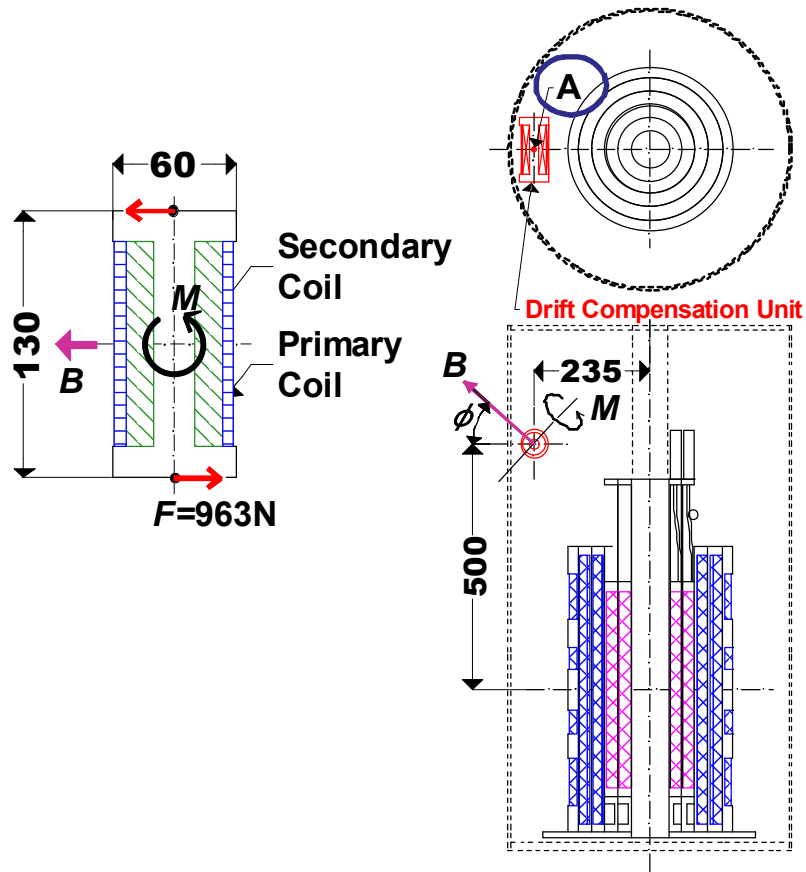 60
130
Secondary
Coil
M
B
Primary
Coil
F=963N
A
Drift Compensation Unit
B
235
ϕ
M
500